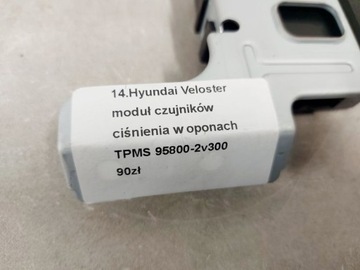 14.Hyundai Veloster
moduł czujników
ciśnienia w oponach
TPMS 95800-2v300
90zł